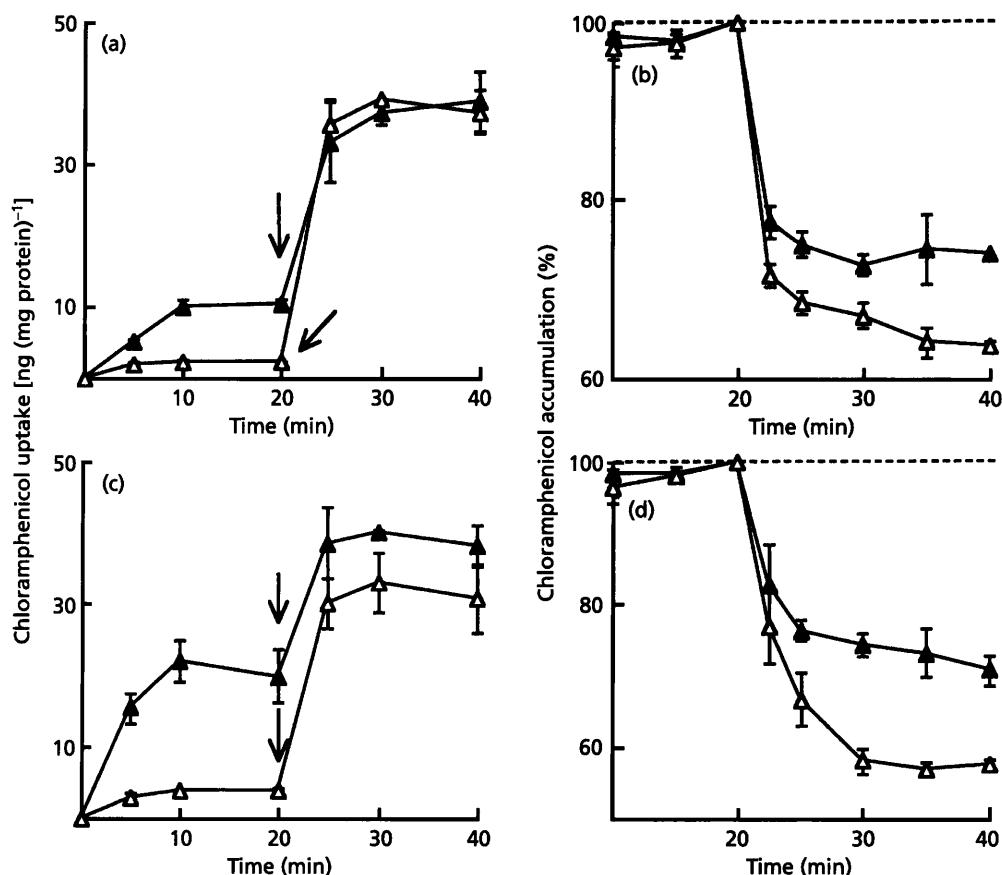 Chloramphenicol uptake [ng (mg protein)⁻¹]
(a)
50
30
10
10 20 30 40
Time (min)
Chloramphenicol accumulation (%)
(b)
100
80
60
20 30 40
Time (min)
(c)
50
30
10
10 20 30 40
Time (min)
(d)
100
80
60
20 30 40
Time (min)